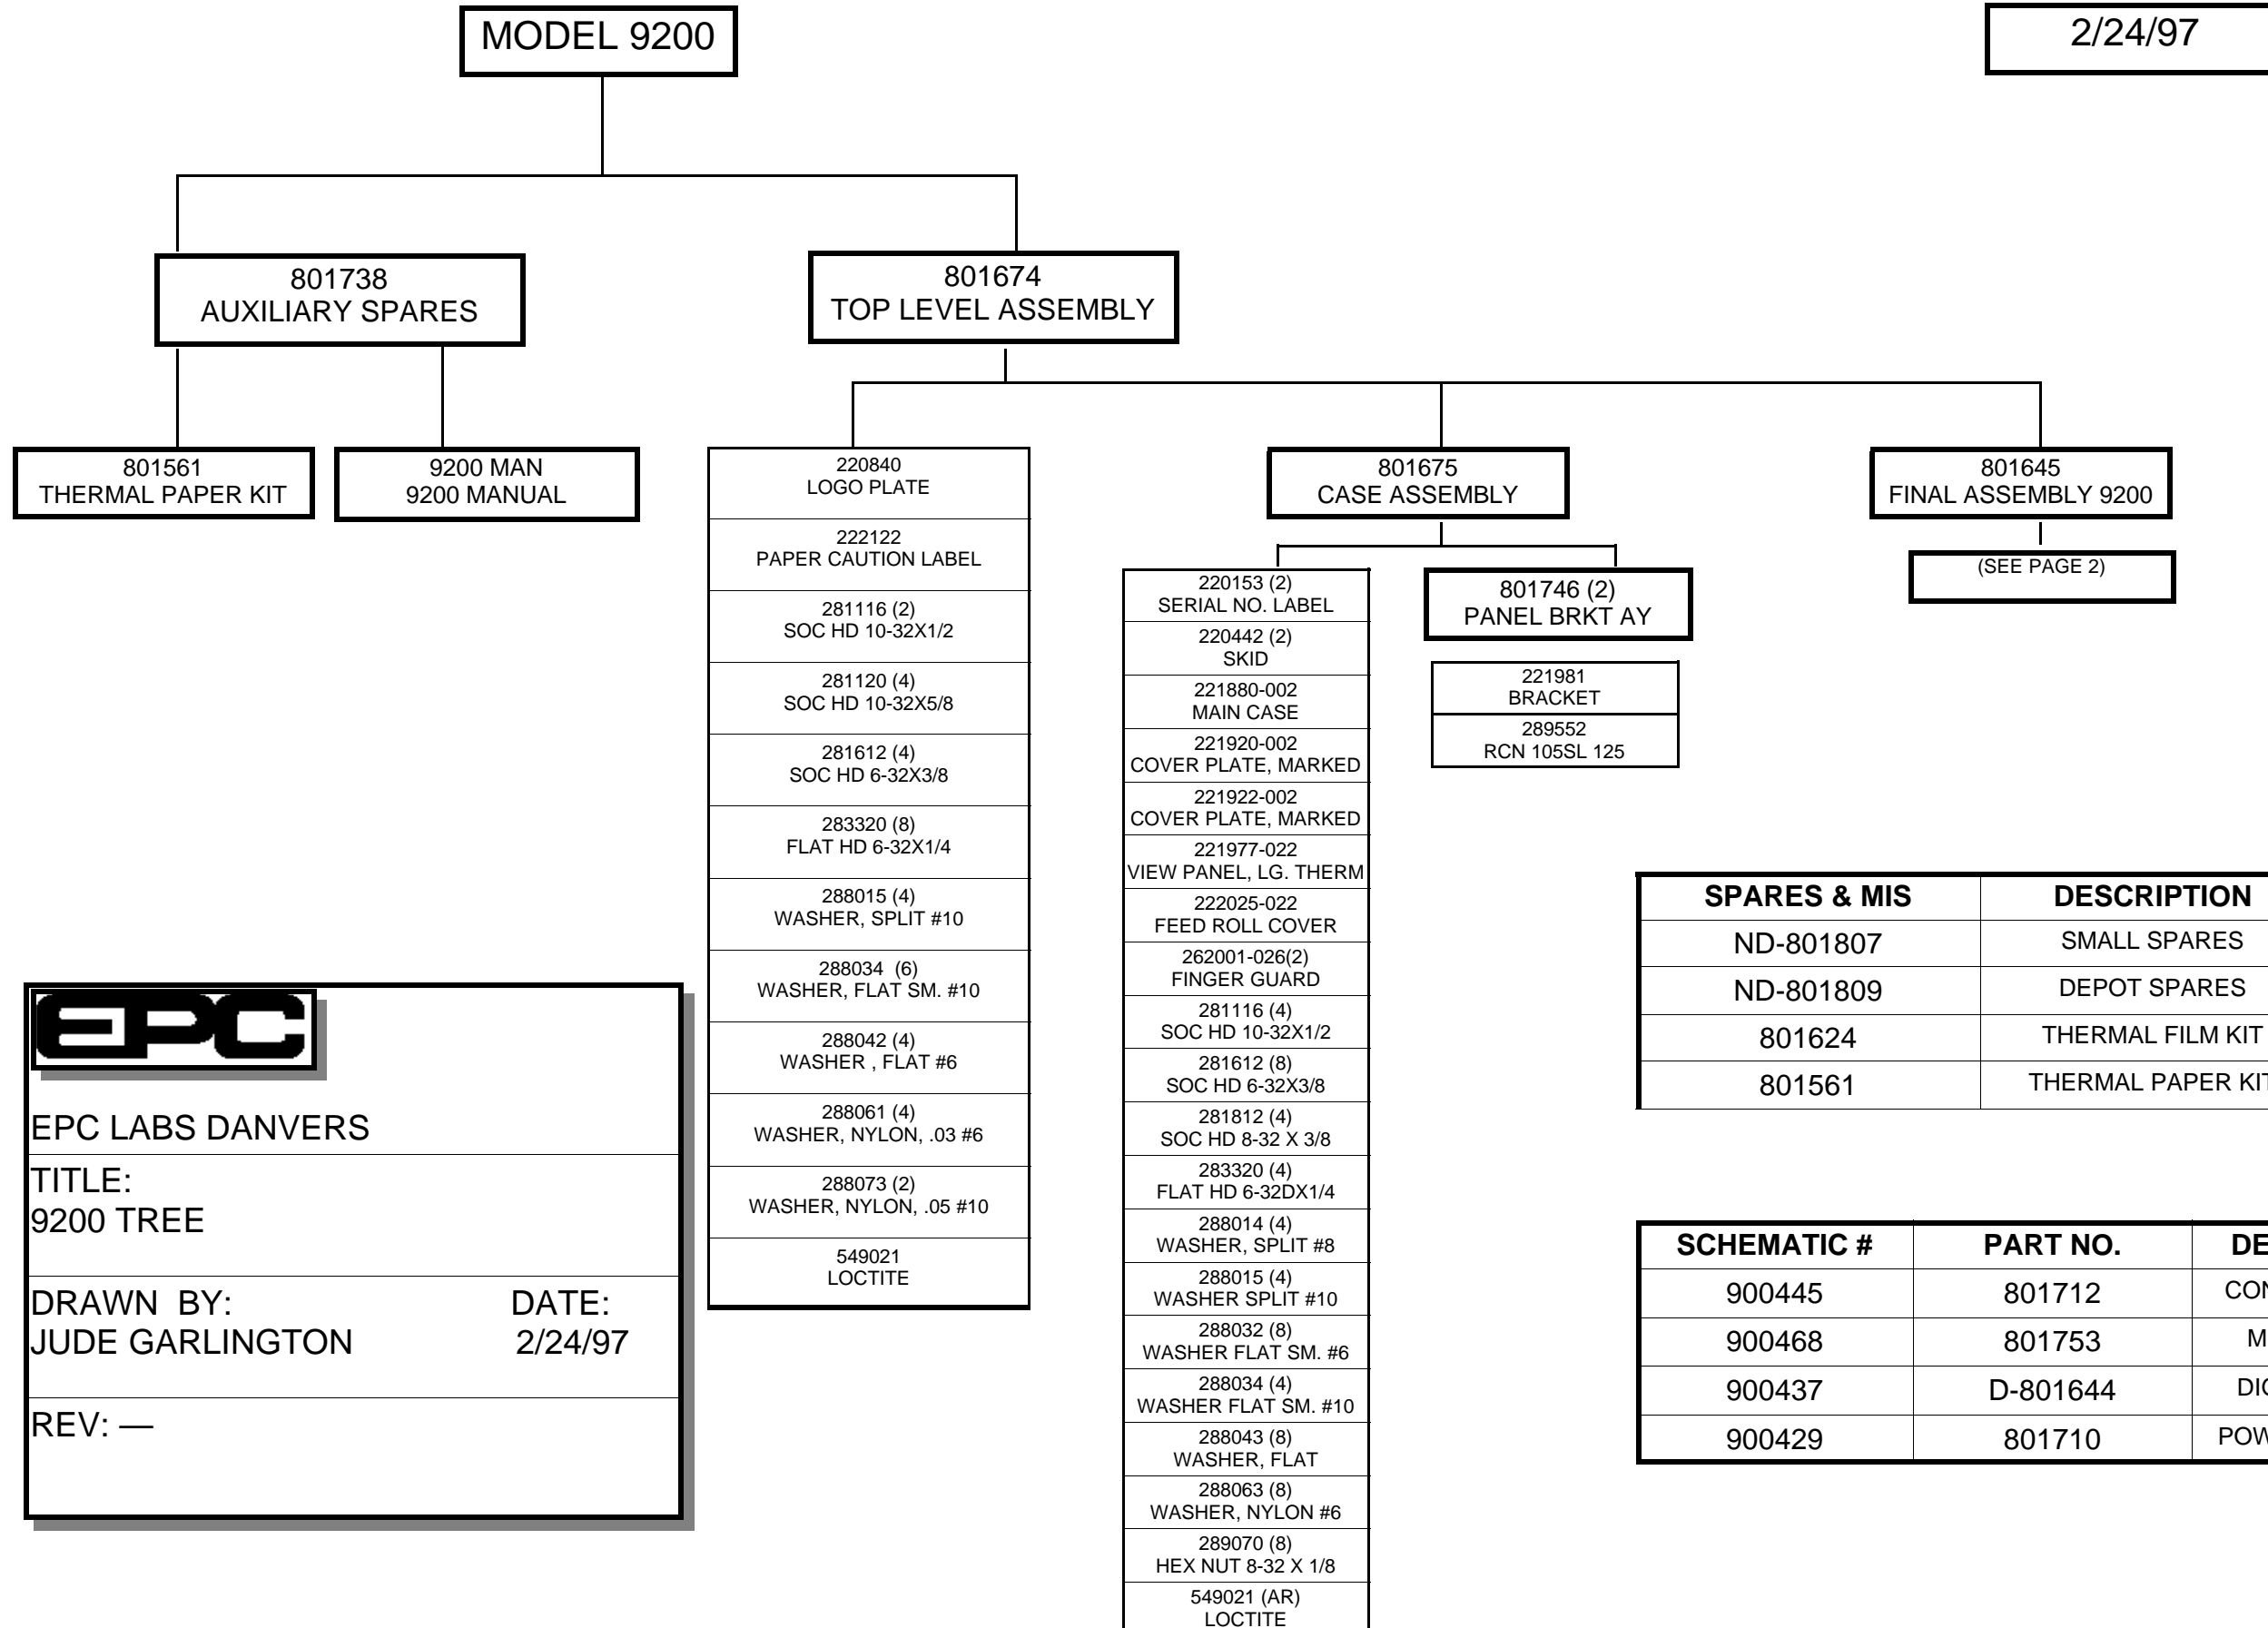 MODEL 9200
2/24/97
801738
AUXILIARY SPARES
801674
TOP LEVEL ASSEMBLY
801561
THERMAL PAPER KIT
9200 MAN
9200 MANUAL
220840
LOGO PLATE
222122
PAPER CAUTION LABEL
281116 (2)
SOC HD 10-32X1/2
281120 (4)
SOC HD 10-32X5/8
281612 (4)
SOC HD 6-32X3/8
283320 (8)
FLAT HD 6-32X1/4
288015 (4)
WASHER, SPLIT #10
288034  (6)
WASHER, FLAT SM. #10
288042 (4)
WASHER , FLAT #6
288061 (4)
WASHER, NYLON, .03 #6
288073 (2)
WASHER, NYLON, .05 #10
549021
LOCTITE
801675
CASE ASSEMBLY
220153 (2)
SERIAL NO. LABEL
220442 (2)
SKID
221880-002
MAIN CASE
221920-002
COVER PLATE, MARKED
221922-002
COVER PLATE, MARKED
221977-022
VIEW PANEL, LG. THERM
222025-022
FEED ROLL COVER
262001-026(2)
FINGER GUARD
281116 (4)
SOC HD 10-32X1/2
281612 (8)
SOC HD 6-32X3/8
281812 (4)
SOC HD 8-32 X 3/8
283320 (4)
FLAT HD 6-32DX1/4
288014 (4)
WASHER, SPLIT #8
288015 (4)
WASHER SPLIT #10
288032 (8)
WASHER FLAT SM. #6
288034 (4)
WASHER FLAT SM. #10
288043 (8)
WASHER, FLAT
288063 (8)
WASHER, NYLON #6
289070 (8)
HEX NUT 8-32 X 1/8
549021 (AR)
LOCTITE
801746 (2)
PANEL BRKT AY
221981
BRACKET
289552
RCN 105SL 125
801645
FINAL ASSEMBLY 9200
(SEE PAGE 2)
SPARES & MIS DESCRIPTION
ND-801807 SMALL SPARES
ND-801809 DEPOT SPARES
801624 THERMAL FILM KIT
801561 THERMAL PAPER KIT
SCHEMATIC # PART NO.
900445 801712
900468 801753
900437 D-801644
900429 801710
EPC
EPC LABS DANVERS
TITLE:
9200 TREE
DRAWN  BY: DATE:
JUDE GARLINGTON 2/24/97
REV: —